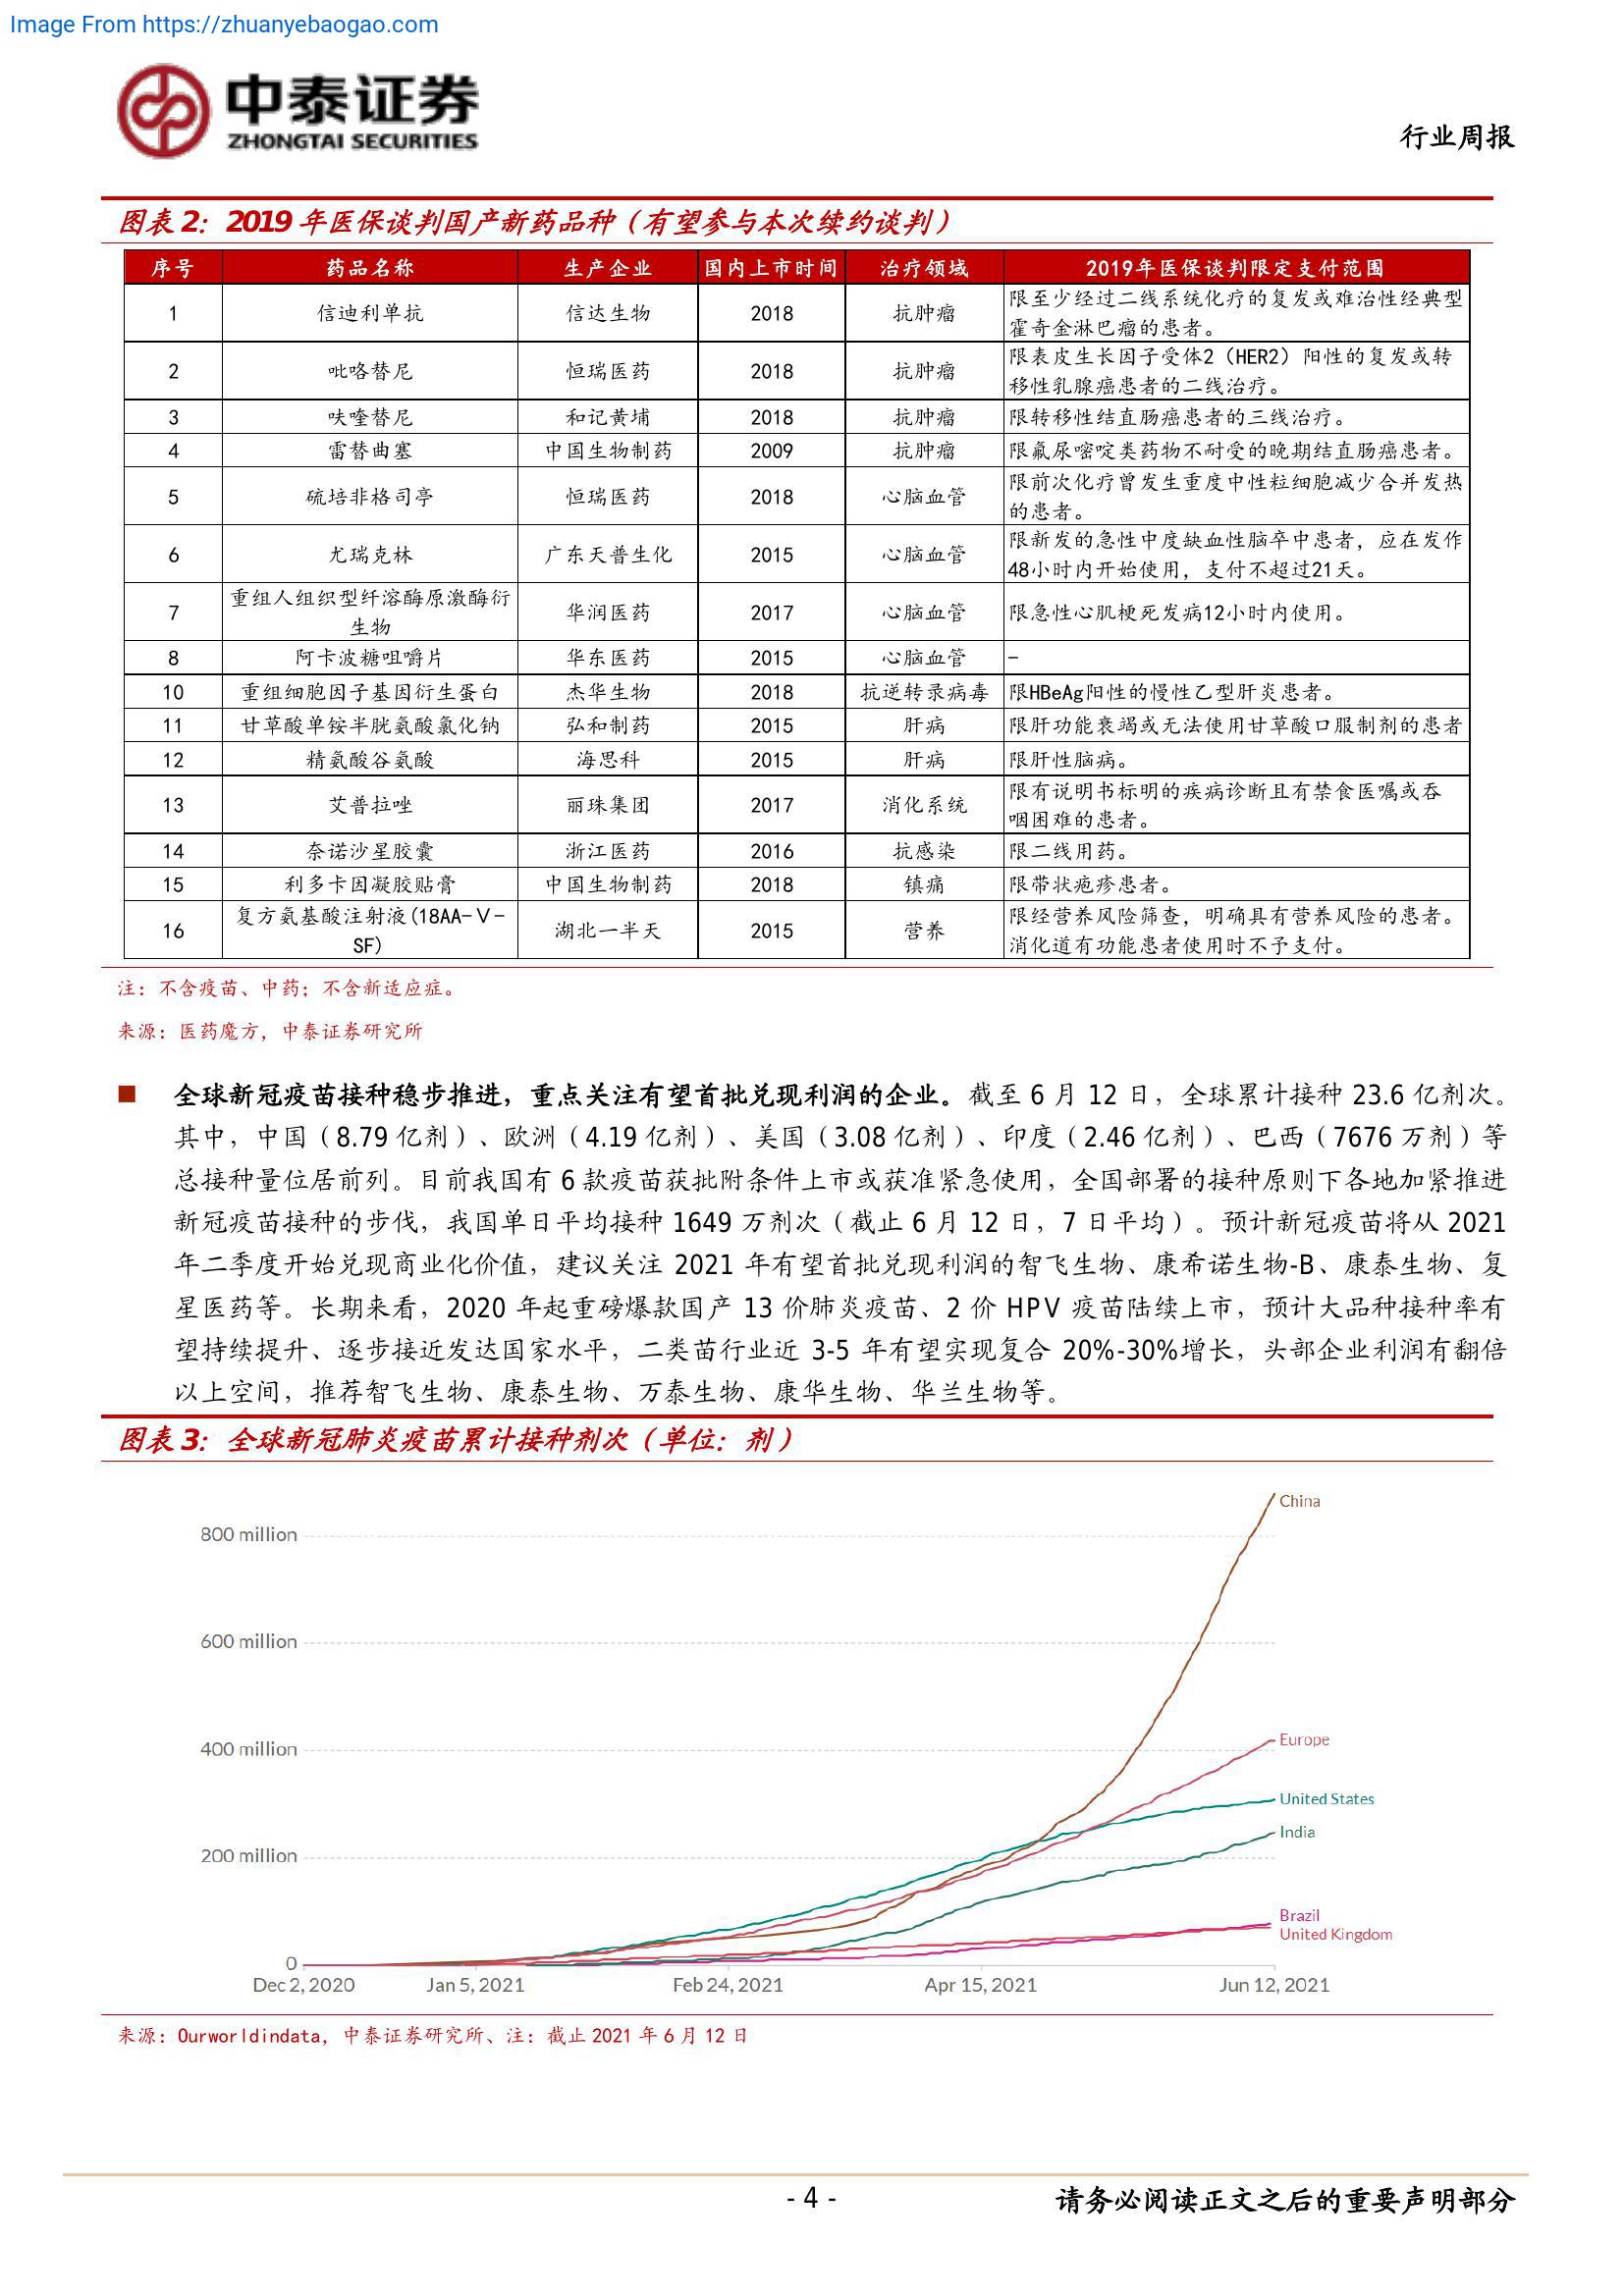 Image From https://zhuanyebaogao.com
中泰证券
ZHONGTAI SECURITIES
行业周报
图表 2：2019 年医保谈判国产新药品种（有望参与本次续约谈判）
序号 药品名称 生产企业 国内上市时间 治疗领域 2019年医保谈判限定支付范围
1 信迪利单抗 信达生物 2018 抗肿瘤 限至少经过二线系统化疗的复发或难治性经典型
霍奇金淋巴瘤的患者。
2 吡咯替尼 恒瑞医药 2018 抗肿瘤 限表皮生长因子受体2（HER2）阳性的复发或转
移性乳腺癌患者的二线治疗。
3 呋喹替尼 和记黄埔 2018 抗肿瘤 限转移性结直肠癌患者的三线治疗。
4 雷替曲塞 中国生物制药 2009 抗肿瘤 限氟尿嘧啶类药物不耐受的晚期结直肠癌患者。
5 硫培非格司亭 恒瑞医药 2018 心脑血管 限前次化疗曾发生重度中性粒细胞减少合并发热
的患者。
6 尤瑞克林 广东天普生化 2015 心脑血管 限新发的急性中度缺血性脑卒中患者，应在发作
48小时内开始使用，支付不超过21天。
7 重组人组织型纤溶酶原激酶衍
生物 华润医药 2017 心脑血管 限急性心肌梗死发病12小时内使用。
8 阿卡波糖咀嚼片 华东医药 2015 心脑血管 -
10 重组细胞因子基因衍生蛋白 杰华生物 2018 抗逆转录病毒 限HBeAg阳性的慢性乙型肝炎患者。
11 甘草酸单铵半胱氨酸氯化钠 弘和制药 2015 肝病 限肝功能衰竭或无法使用甘草酸口服制剂的患者
12 精氨酸谷氨酸 海思科 2015 肝病 限肝性脑病。
13 艾普拉唑 丽珠集团 2017 消化系统 限有说明书标明的疾病诊断且有禁食医嘱或吞
咽困难的患者。
14 奈诺沙星胶囊 浙江医药 2016 抗感染 限二线用药。
15 利多卡因凝胶贴膏 中国生物制药 2018 镇痛 限带状疱疹患者。
16 复方氨基酸注射液(18AA-Ⅴ-
SF) 湖北一半天 2015 营养 限经营养风险筛查，明确具有营养风险的患者。
消化道有功能患者使用时不予支付。
注：不含疫苗、中药；不含新适应症。
来源：医药魔方，中泰证券研究所
■ 全球新冠疫苗接种稳步推进，重点关注有望首批兑现利润的企业。截至 6 月 12 日，全球累计接种 23.6 亿剂次。
其中，中国（8.79 亿剂）、欧洲（4.19 亿剂）、美国（3.08 亿剂）、印度（2.46 亿剂）、巴西（7676 万剂）等
总接种量位居前列。目前我国有 6 款疫苗获批附条件上市或获准紧急使用，全国部署的接种原则下各地加紧推进
新冠疫苗接种的步伐，我国单日平均接种 1649 万剂次（截止 6 月 12 日，7 日平均）。预计新冠疫苗将从 2021
年二季度开始兑现商业化价值，建议关注 2021 年有望首批兑现利润的智飞生物、康希诺生物-B、康泰生物、复
星医药等。长期来看，2020 年起重磅爆款国产 13 价肺炎疫苗、2 价 HPV 疫苗陆续上市，预计大品种接种率有
望持续提升、逐步接近发达国家水平，二类苗行业近 3-5 年有望实现复合 20%-30%增长，头部企业利润有翻倍
以上空间，推荐智飞生物、康泰生物、万泰生物、康华生物、华兰生物等。
图表 3：全球新冠肺炎疫苗累计接种剂次（单位：剂）
China
800 million
600 million
400 million
Europe
United States
India
200 million
Brazil
United Kingdom
0
Dec 2, 2020 Jan 5, 2021 Feb 24, 2021 Apr 15, 2021 Jun 12, 2021
来源：Ourworldindata，中泰证券研究所、注：截止 2021 年 6 月 12 日
- 4 -
请务必阅读正文之后的重要声明部分